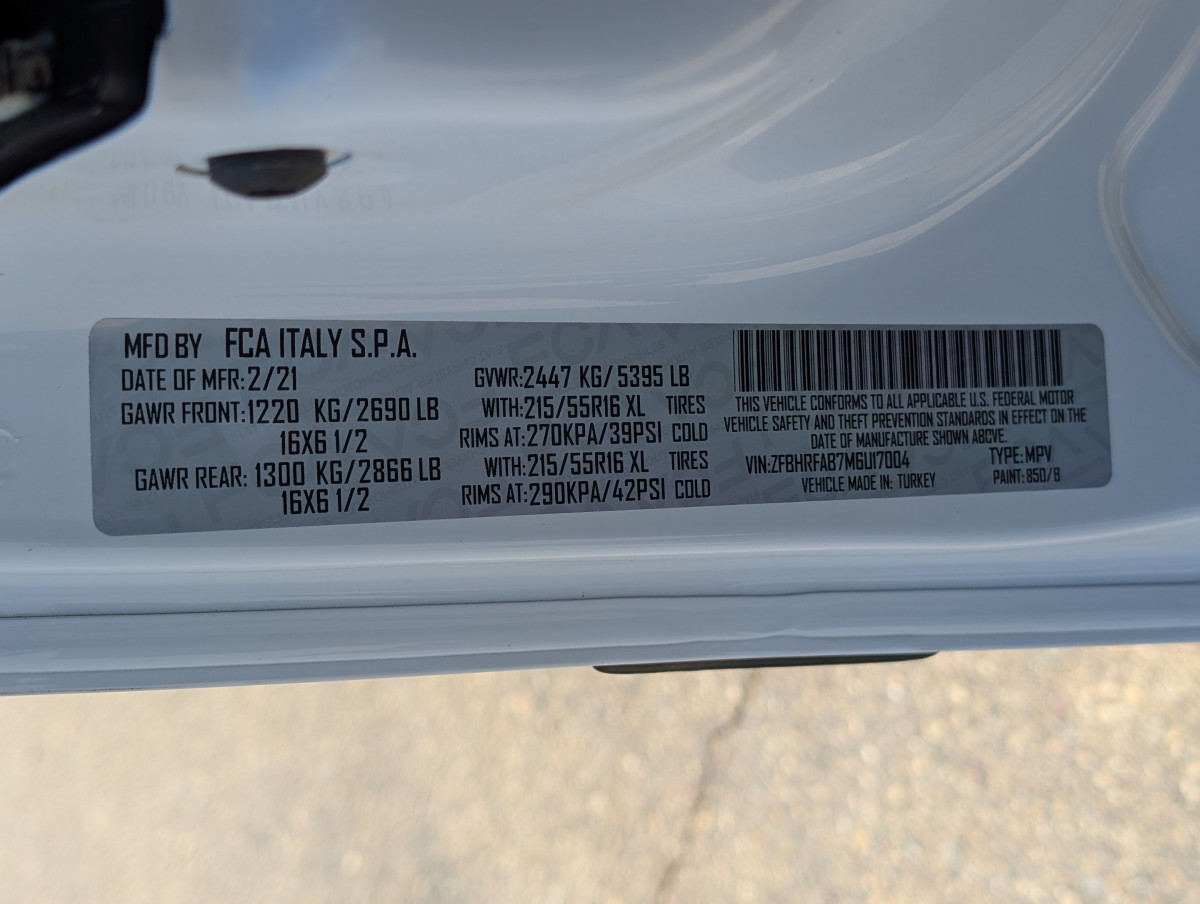 MFD BY FCA ITALY S.P.A.
DATE OF MFR: 2/21
GAWR FRONT: 1220 KG/2690 LB
16X6 1/2
GAWR REAR: 1300 KG/2866 LB
16X6 1/2
GVWR: 2447 KG/ 5395 LB
WITH: 215/55R16 XL TIRES
RIMS AT: 270KPA/39PSI COLD
WITH: 215/55R16 XL TIRES
RIMS AT: 290KPA/42PSI COLD
THIS VEHICLE CONFORMS TO ALL APPLICABLE U.S. FEDERAL MOTOR
VEHICLE SAFETY AND THEFT PREVENTION STANDARDS IN EFFECT ON THE
DATE OF MANUFACTURE SHOWN ABOVE.
VIN: ZFBHRFAB7M6U17004 TYPE: MPV
VEHICLE MADE IN: TURKEY PAINT: 850/B